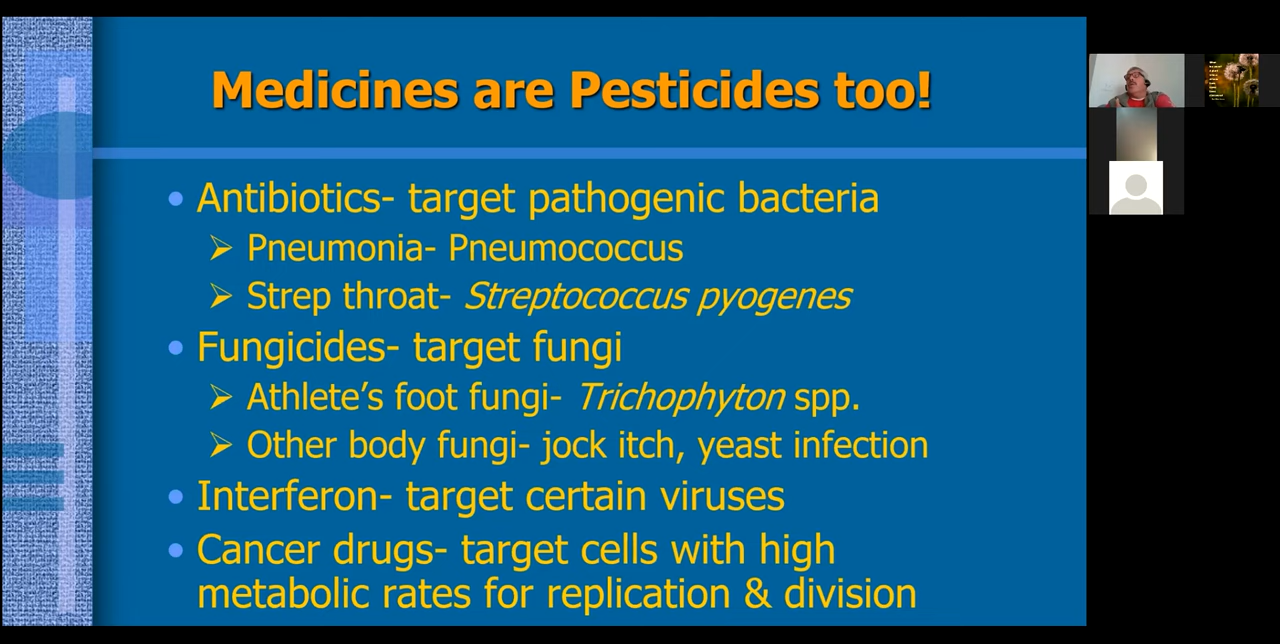 Medicines are Pesticides too!
• Antibiotics- target pathogenic bacteria
➢ Pneumonia- Pneumococcus
➢ Strep throat- Streptococcus pyogenes
• Fungicides- target fungi
➢ Athlete’s foot fungi- Trichophyton spp.
➢ Other body fungi- jock itch, yeast infection
• Interferon- target certain viruses
• Cancer drugs- target cells with high
metabolic rates for replication & division